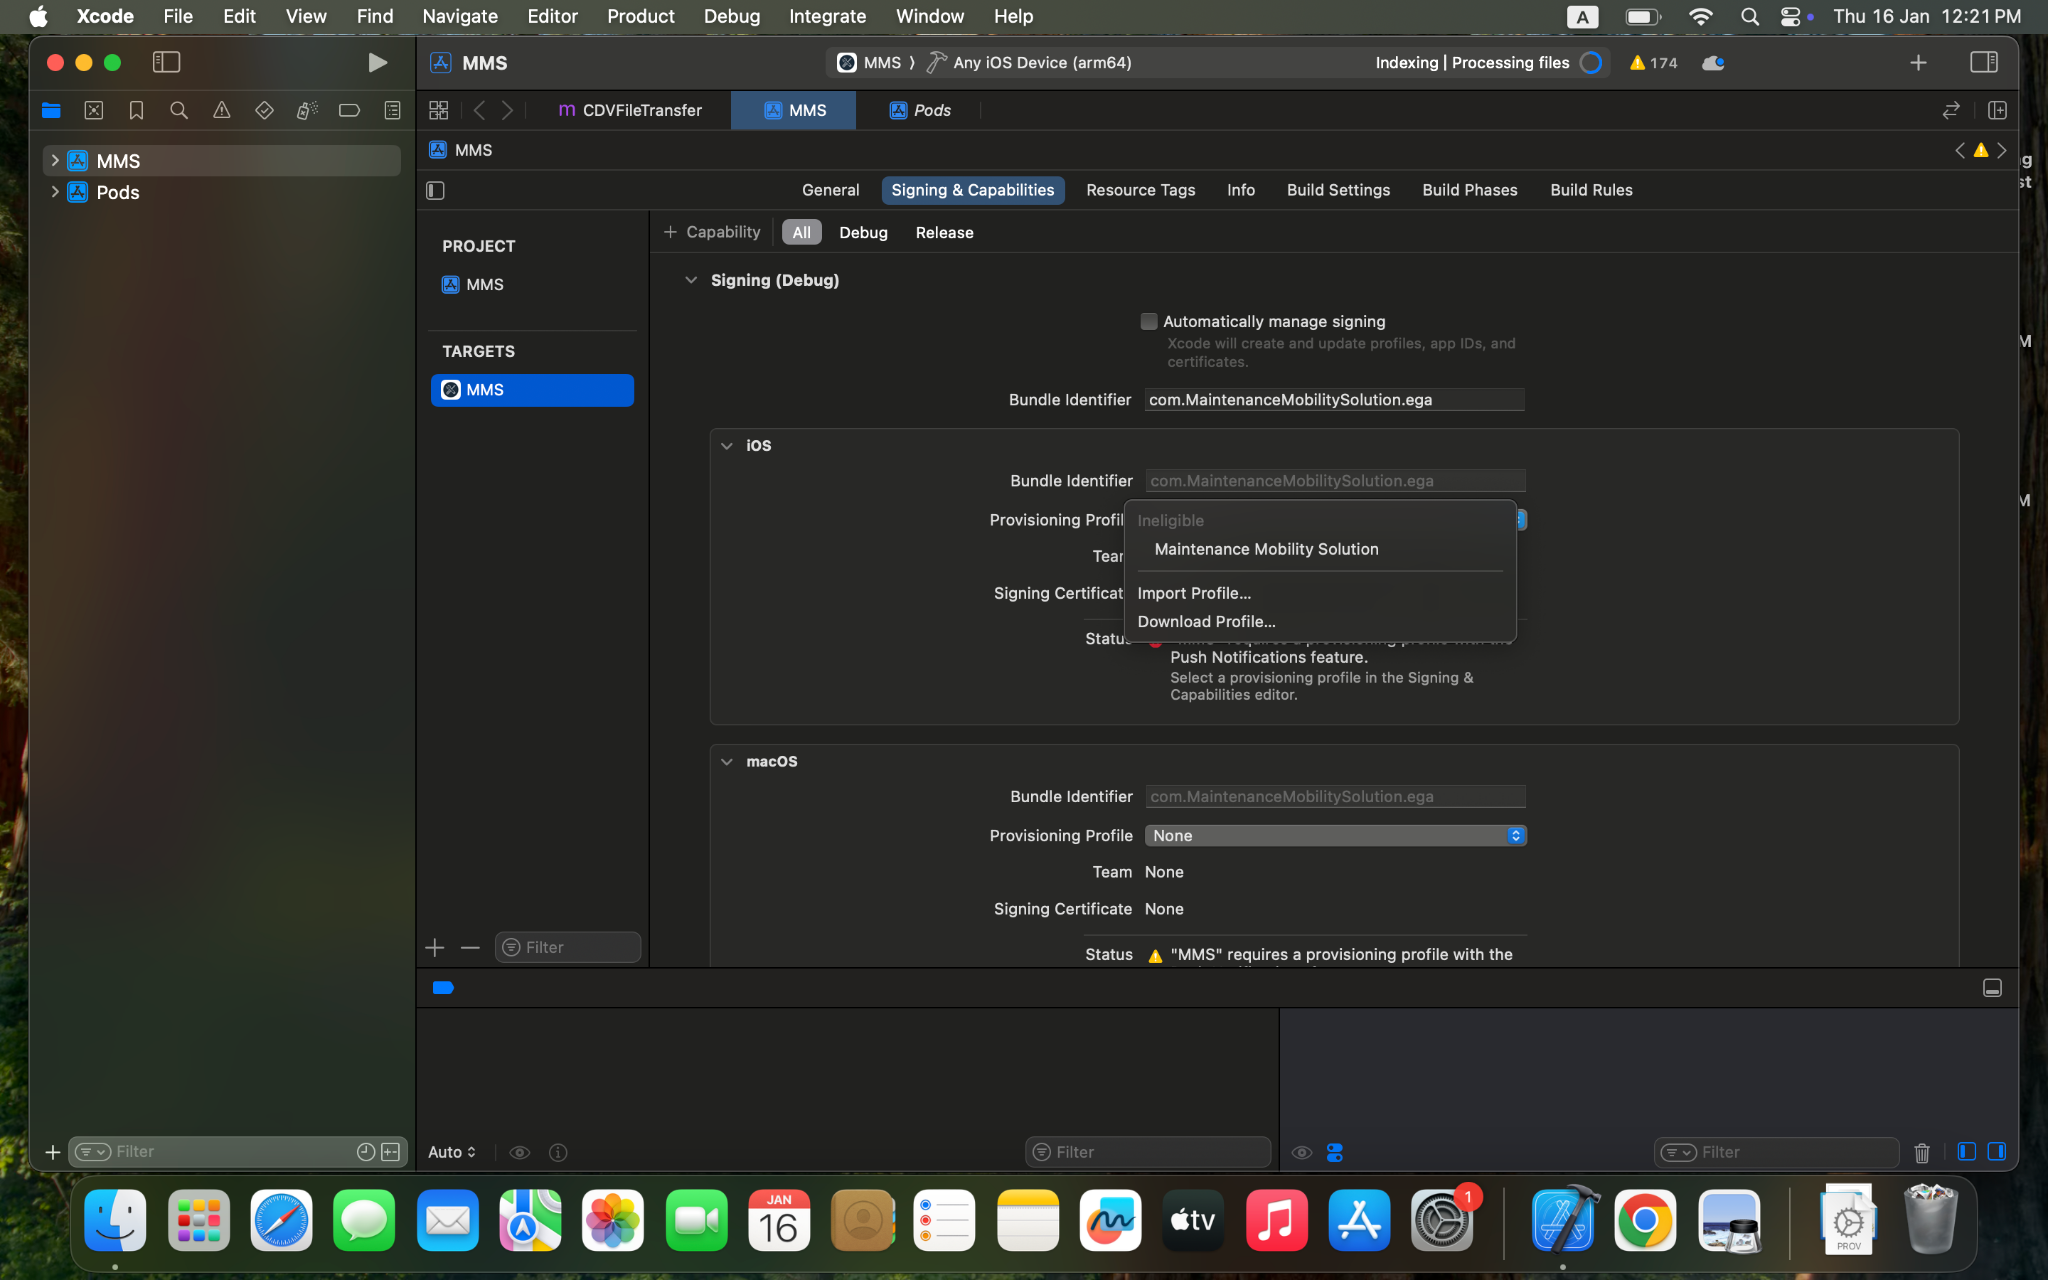 Xcode File Edit View Find Navigate Editor Product Debug Integrate Window Help A Thu 16 Jan 12:21 PM
MMS MMS Any iOS Device (arm64) Indexing | Processing files 174
CDVFileTransfer MMS Pods
MMS
Pods
MMS
General Signing & Capabilities Resource Tags Info Build Settings Build Phases Build Rules
PROJECT
MMS
TARGETS
MMS
Capability All Debug Release
Signing (Debug)
Automatically manage signing
Xcode will create and update profiles, app IDs, and
certificates.
Bundle Identifier com.MaintenanceMobilitySolution.ega
iOS
Bundle Identifier com.MaintenanceMobilitySolution.ega
Provisioning Profil
Ineligible
Maintenance Mobility Solution
Import Profile...
Download Profile...
Signing Certificat
Push Notifications feature.
Select a provisioning profile in the Signing &
Capabilities editor.
macOS
Bundle Identifier com.MaintenanceMobilitySolution.ega
Provisioning Profile None
Team None
Signing Certificate None
Status "MMS" requires a provisioning profile with the
Filter
Filter
Auto
Filter
Filter
JAN
16
tv
1
PROV